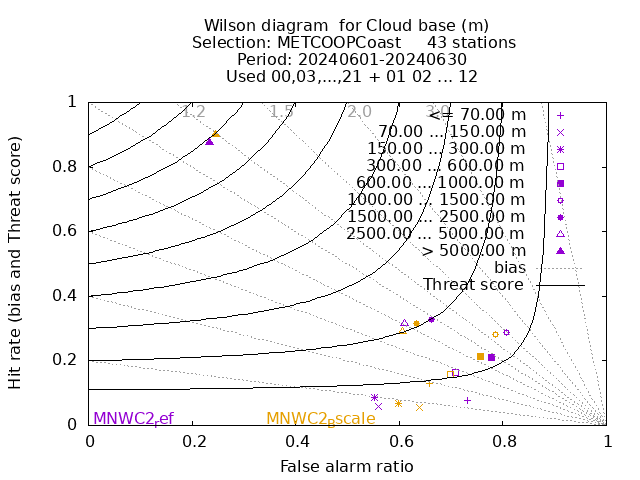 Wilson diagram  for Cloud base (m)
Selection: METCOOPCoast     43 stations
Period: 20240601-20240630
Used 00,03,...,21 + 01 02 ... 12
1
0.8
0.6
0.4
0.2
0
Hit rate (bias and Threat score)
1.2
1.5
2.0
3.0
<= 70.00 m
70.00 ... 150.00 m
150.00 ... 300.00 m
300.00 ... 600.00 m
600.00 ... 1000.00 m
1000.00 ... 1500.00 m
1500.00 ... 2500.00 m
2500.00 ... 5000.00 m
> 5000.00 m
bias
Threat score
MNWC2_ref
MNWC2_Bscale
0
0.2
0.4
0.6
0.8
1
False alarm ratio